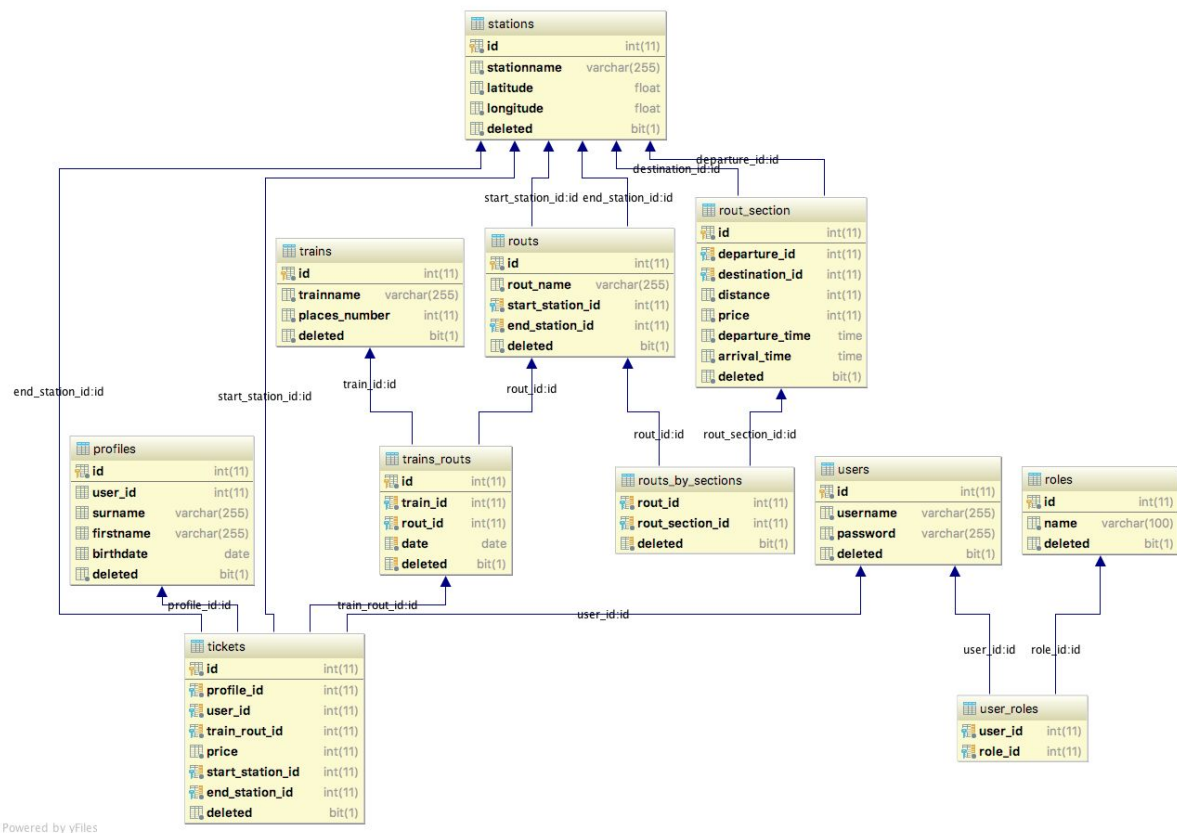 stations
id int(11)
stationname varchar(255)
latitude float
longitude float
deleted bit(1)
departure_id:id
destination_id:id
start_station_id:id end_station_id:id
rout_section
id int(11)
departure_id int(11)
destination_id int(11)
distance int(11)
price int(11)
departure_time time
arrival_time time
deleted bit(1)
routs
id int(11)
rout_name varchar(255)
start_station_id int(11)
end_station_id int(11)
deleted bit(1)
trains
id int(11)
trainname varchar(255)
places_number int(11)
deleted bit(1)
end_station_id:id
start_station_id:id
train_id:id
rout_id:id
rout_id:id
rout_section_id:id
profiles
id int(11)
user_id int(11)
surname varchar(255)
firstname varchar(255)
birthdate date
deleted bit(1)
trains_routs
id int(11)
train_id int(11)
rout_id int(11)
date date
deleted bit(1)
routs_by_sections
rout_id int(11)
rout_section_id int(11)
deleted bit(1)
users
id int(11)
username varchar(255)
password varchar(255)
deleted bit(1)
roles
id int(11)
name varchar(100)
deleted bit(1)
profile_id:id
train_rout_id:id
user_id:id
user_id:id
role_id:id
tickets
id int(11)
profile_id int(11)
user_id int(11)
train_rout_id int(11)
price int(11)
start_station_id int(11)
end_station_id int(11)
deleted bit(1)
user_roles
user_id int(11)
role_id int(11)
Powered by yFiles